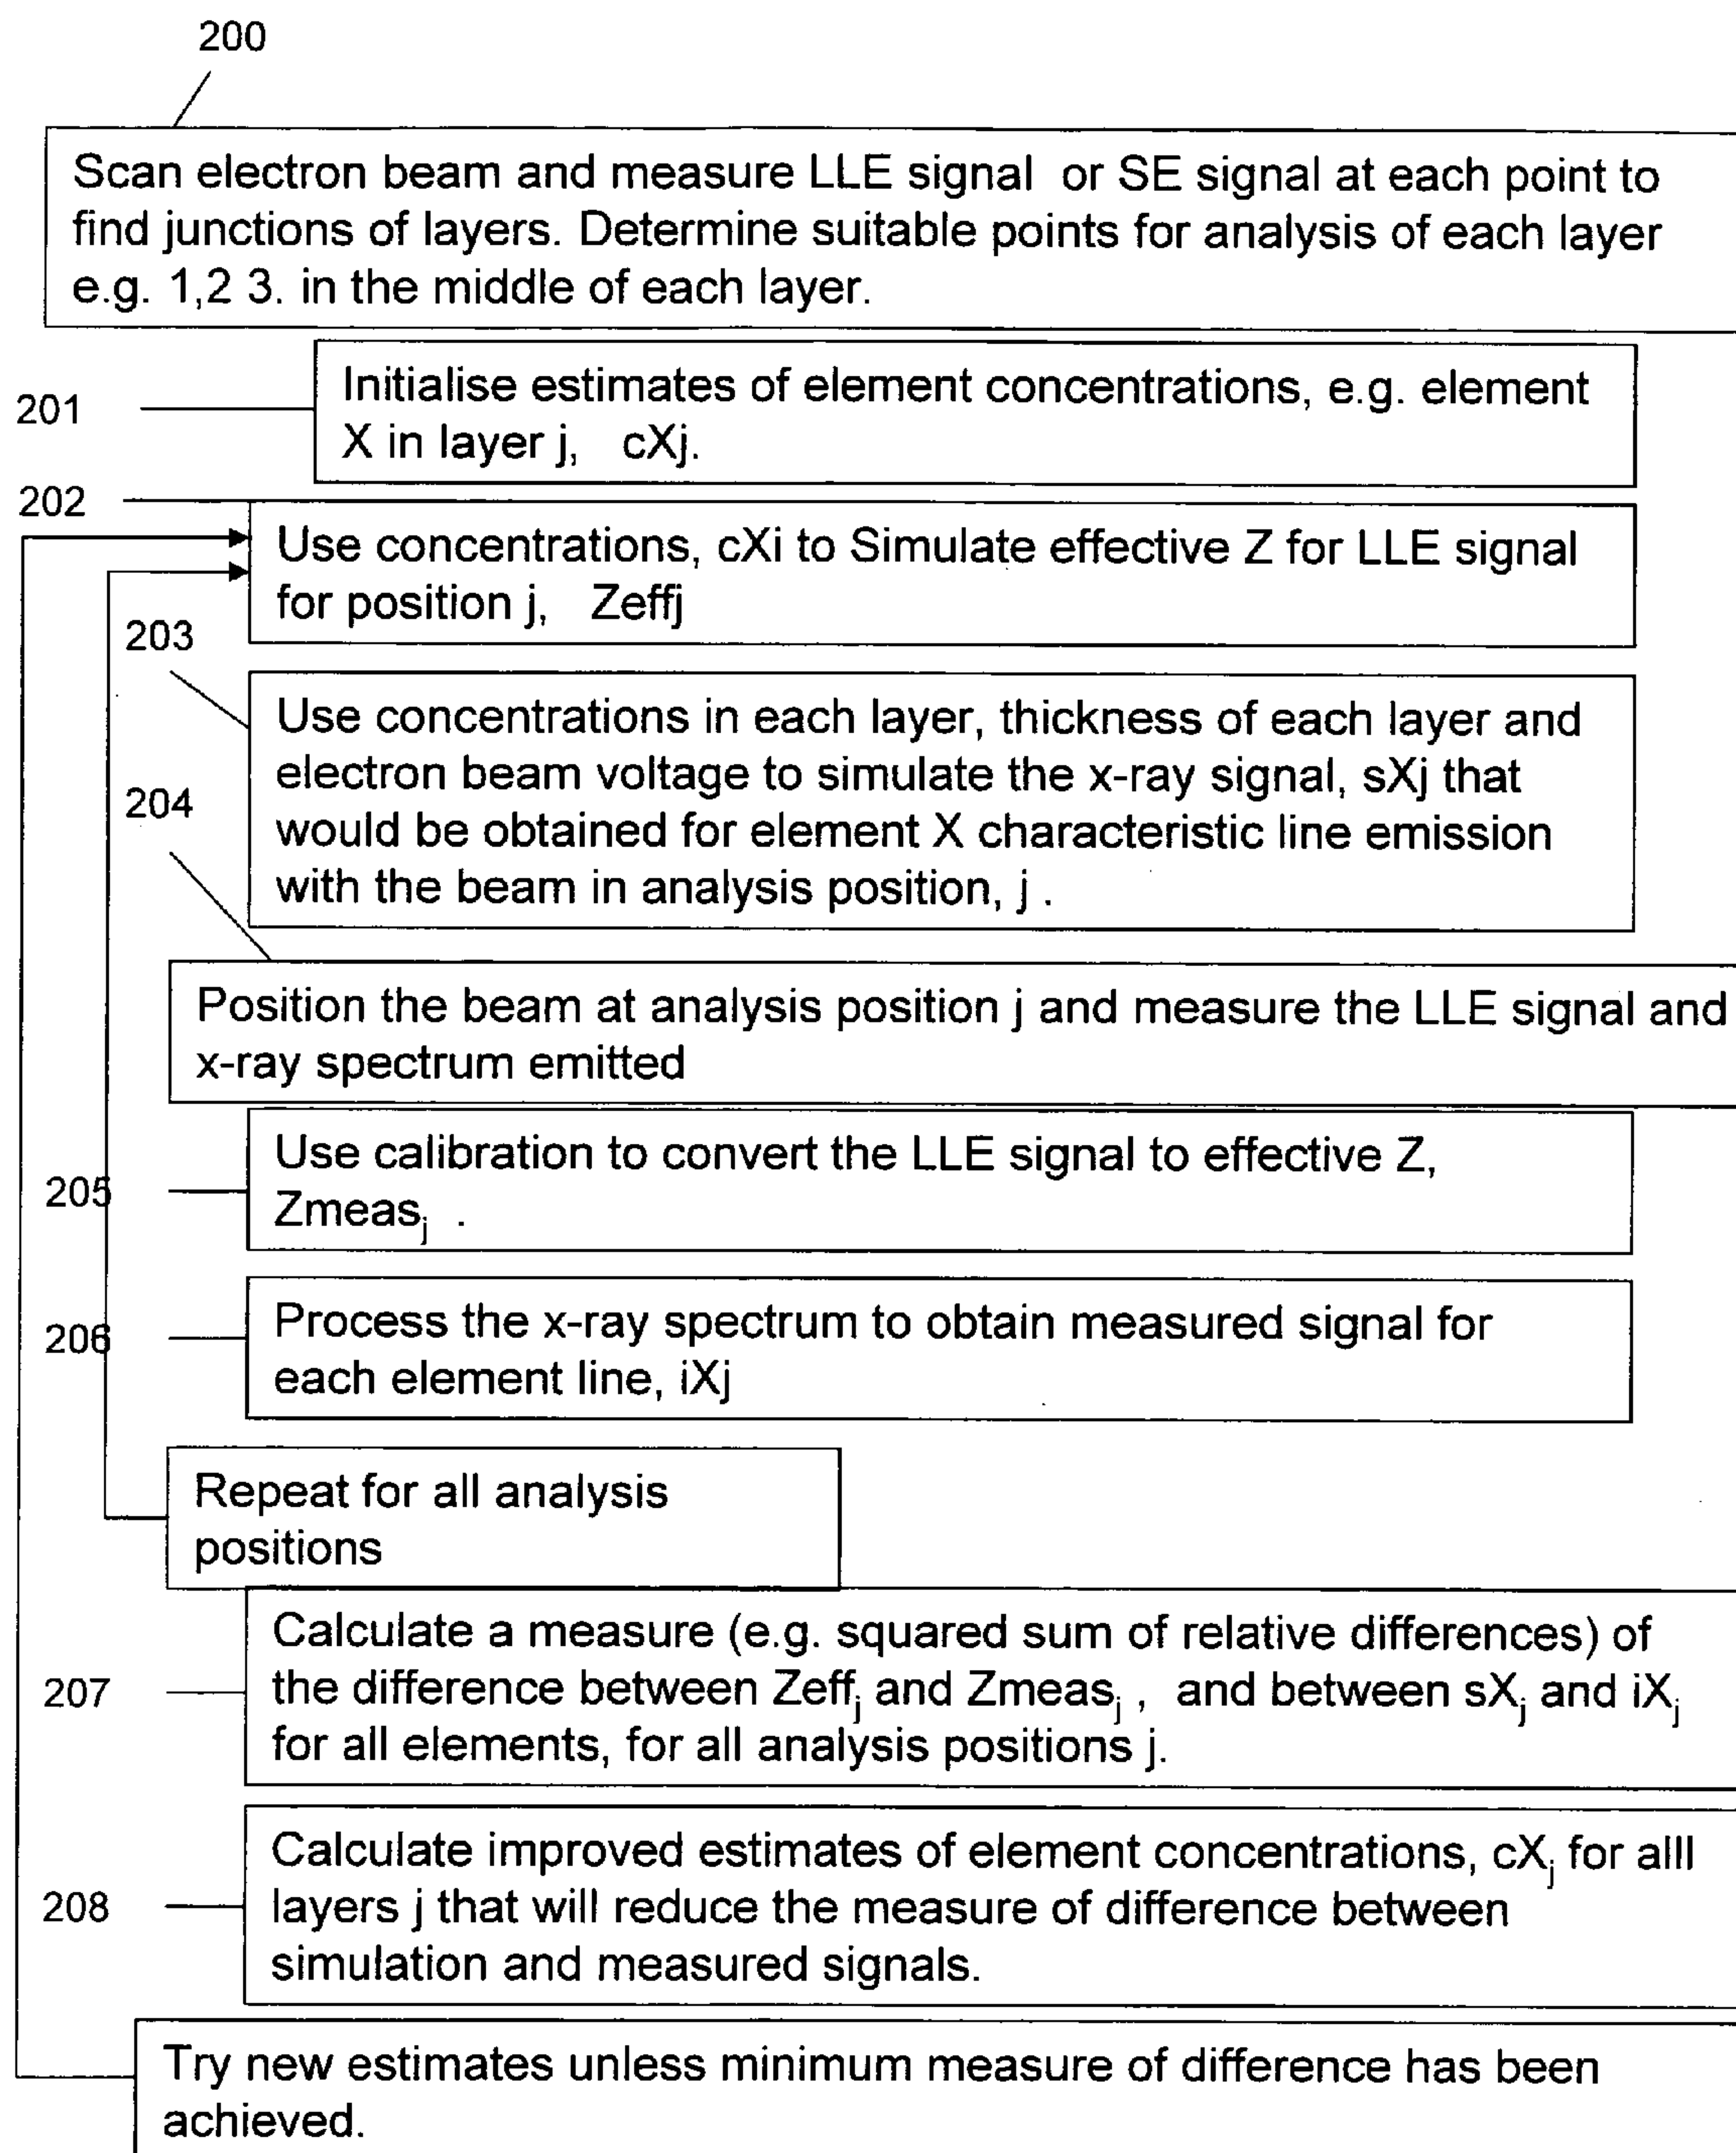 200
Scan electron beam and measure LLE signal or SE signal at each point to
find junctions of layers. Determine suitable points for analysis of each layer
e.g. 1,2 3. in the middle of each layer.
201
Initialise estimates of element concentrations, e.g. element
X in layer j, cXj.
202
Use concentrations, cXi to Simulate effective Z for LLE signal
for position j, Zeffj
203
Use concentrations in each layer, thickness of each layer and
electron beam voltage to simulate the x-ray signal, sXj that
would be obtained for element X characteristic line emission
with the beam in analysis position, j .
204
Position the beam at analysis position j and measure the LLE signal and
x-ray spectrum emitted
205
Use calibration to convert the LLE signal to effective Z,
Zmeasj .
206
Process the x-ray spectrum to obtain measured signal for
each element line, iXj
Repeat for all analysis
positions
207
Calculate a measure (e.g. squared sum of relative differences) of
the difference between Zeffj and Zmeasj , and between sXj and iXj
for all elements, for all analysis positions j.
208
Calculate improved estimates of element concentrations, cXj for alll
layers j that will reduce the measure of difference between
simulation and measured signals.
Try new estimates unless minimum measure of difference has been
achieved.